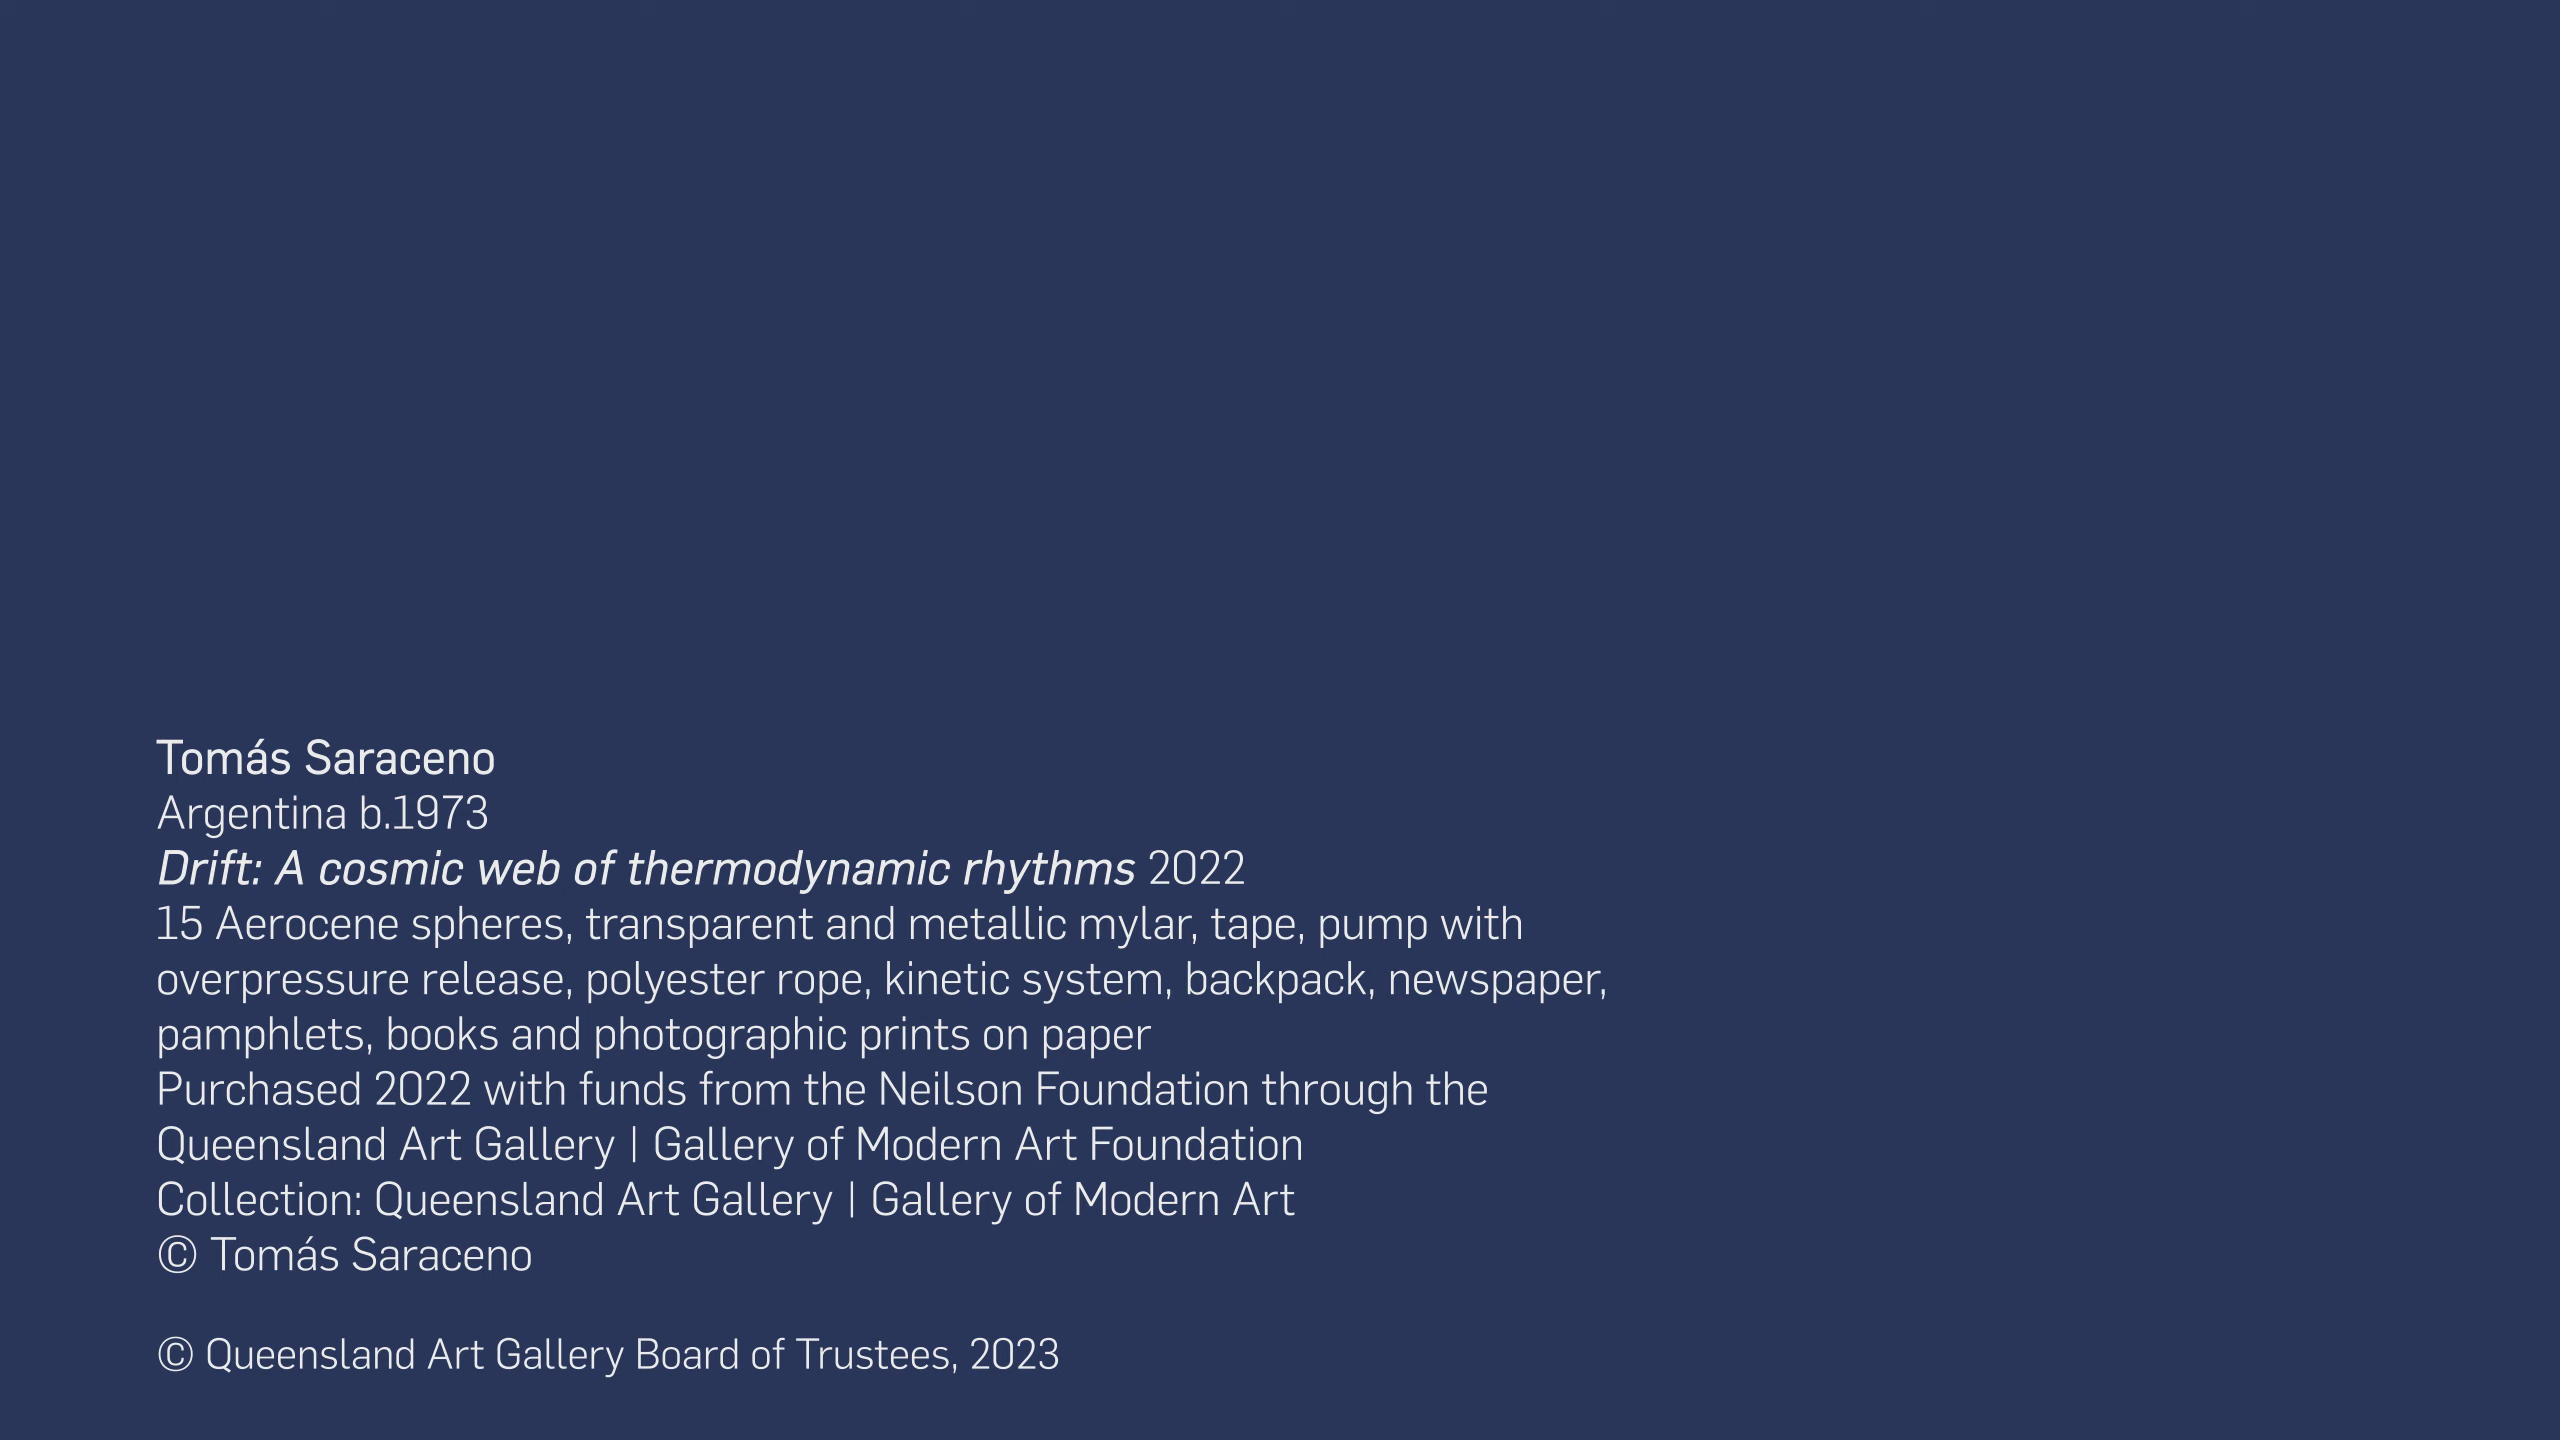 Tomás Saraceno
Argentina b.1973
Drift: A cosmic web of thermodynamic rhythms 2022
15 Aerocene spheres, transparent and metallic mylar, tape, pump with
overpressure release, polyester rope, kinetic system, backpack, newspaper,
pamphlets, books and photographic prints on paper
Purchased 2022 with funds from the Neilson Foundation through the
Queensland Art Gallery | Gallery of Modern Art Foundation
Collection: Queensland Art Gallery | Gallery of Modern Art
© Tomás Saraceno
© Queensland Art Gallery Board of Trustees, 2023